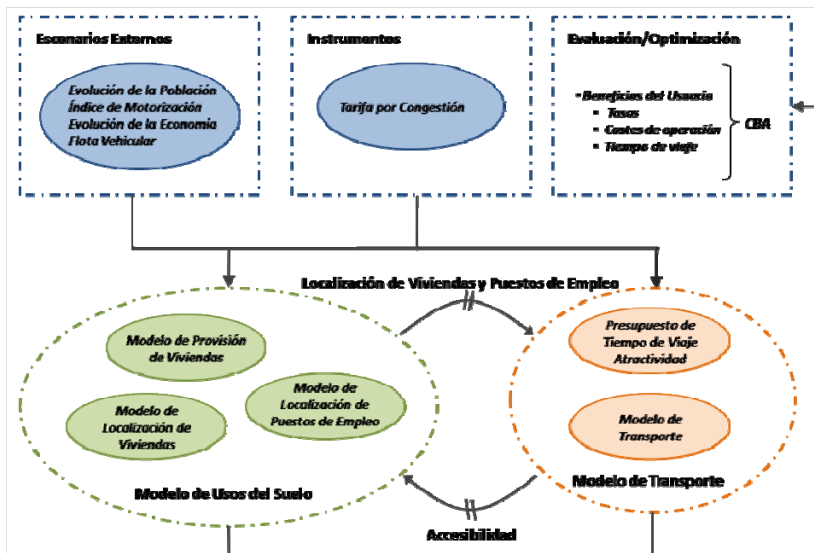 Escenarios Externos
Evolución de la Población
Índice de Motorización
Evolución de la Economía
Flota Vehicular
Instrumentos
Tarifa por Congestión
Evaluación/Optimización
Beneficios del Usuario
Tasas
Costes de operación
Tiempo de viaje
CBA
Localización de Viviendas y Puestos de Empleo
Modelo de Provisión
de Viviendas
Modelo de
Localización de
Viviendas
Modelo de
Localización de
Puestos de Empleo
Modelo de Usos del Suelo
Presupuesto de
Tiempo de Viaje
Atractividad
Modelo de
Transporte
Modelo de Transporte
Accesibilidad